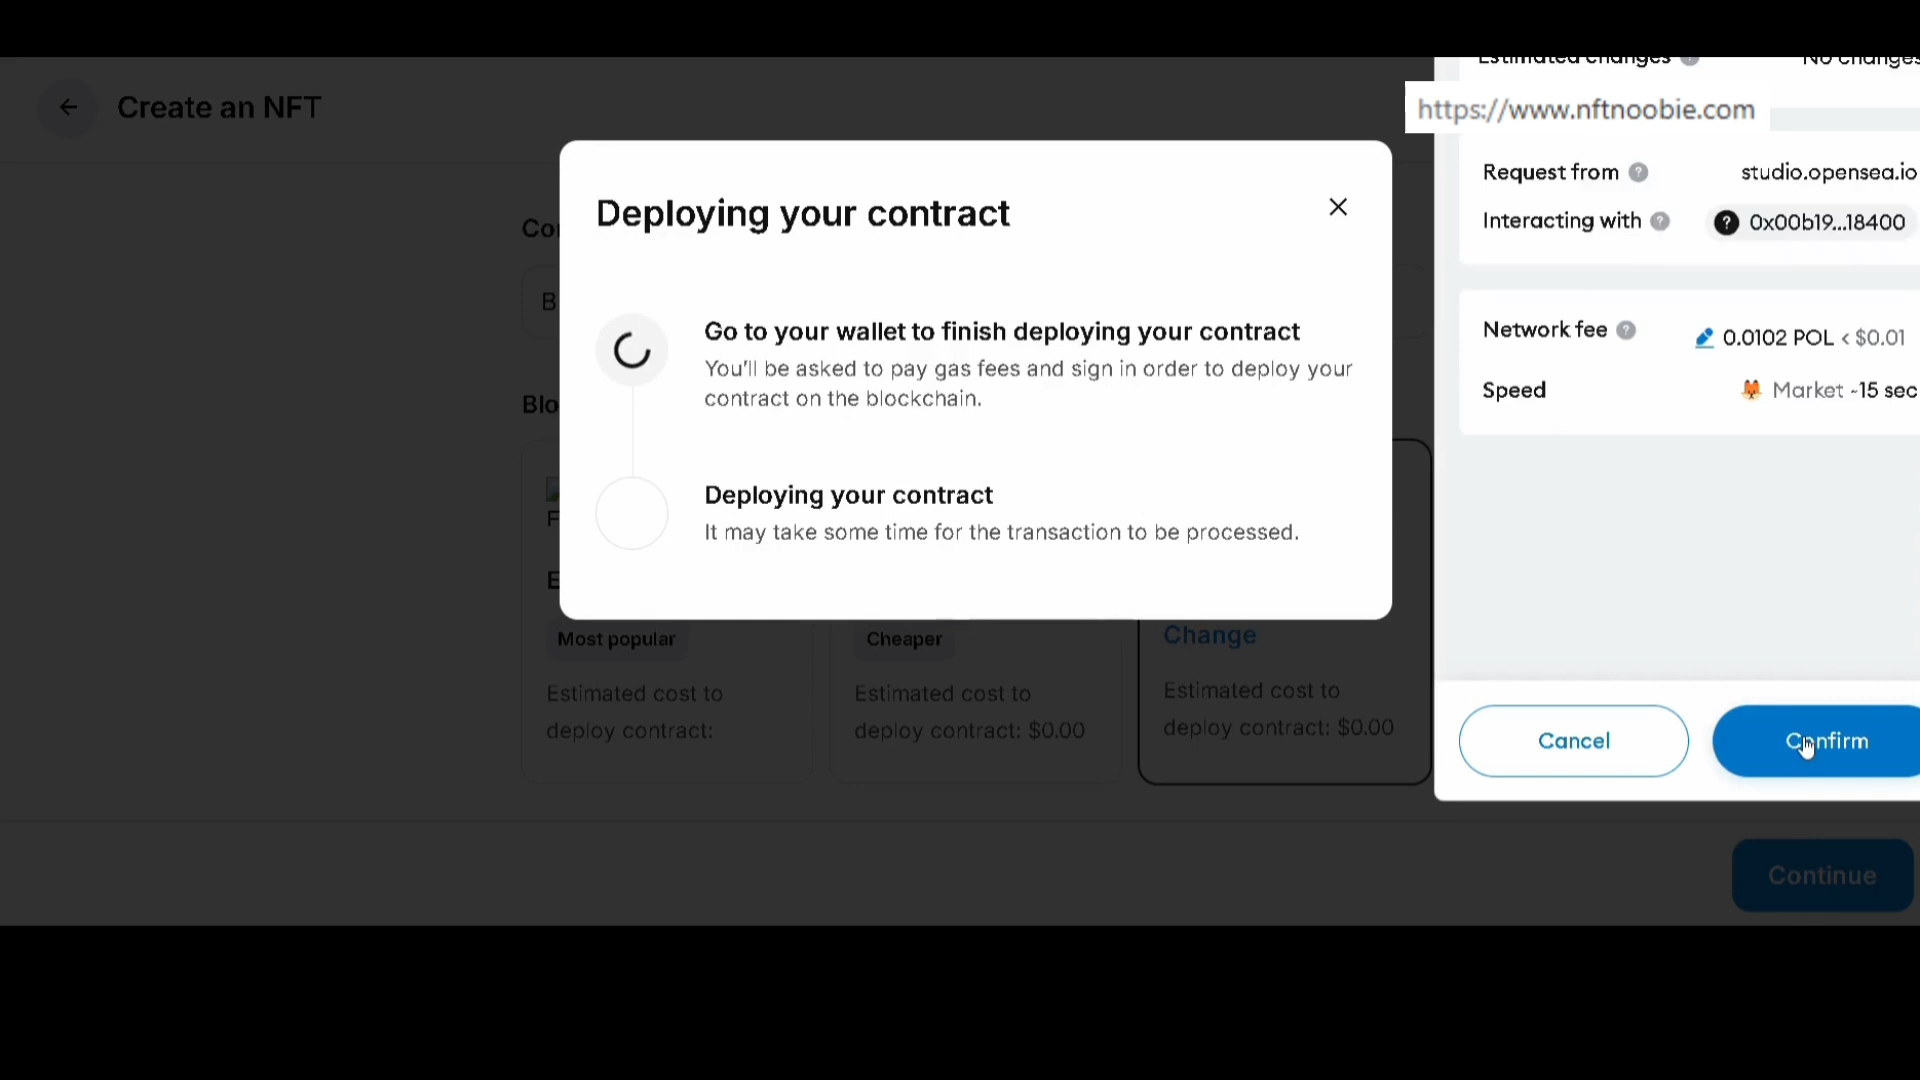 Create an NFT
Estimated changes
No changes
https://www.nftnoobie.com
Deploying your contract
Go to your wallet to finish deploying your contract
You'll be asked to pay gas fees and sign in order to deploy your
contract on the blockchain.
Deploying your contract
It may take some time for the transaction to be processed.
Request from ? studio.opensea.io
Interacting with ? ? 0x00b19...18400
Network fee ? 0.0102 POL < $0.01
Speed Market ~15 sec
Most popular
Estimated cost to
deploy contract:
Cheaper
Estimated cost to
deploy contract: $0.00
Change
Estimated cost to
deploy contract: $0.00
Cancel
Confirm
Continue